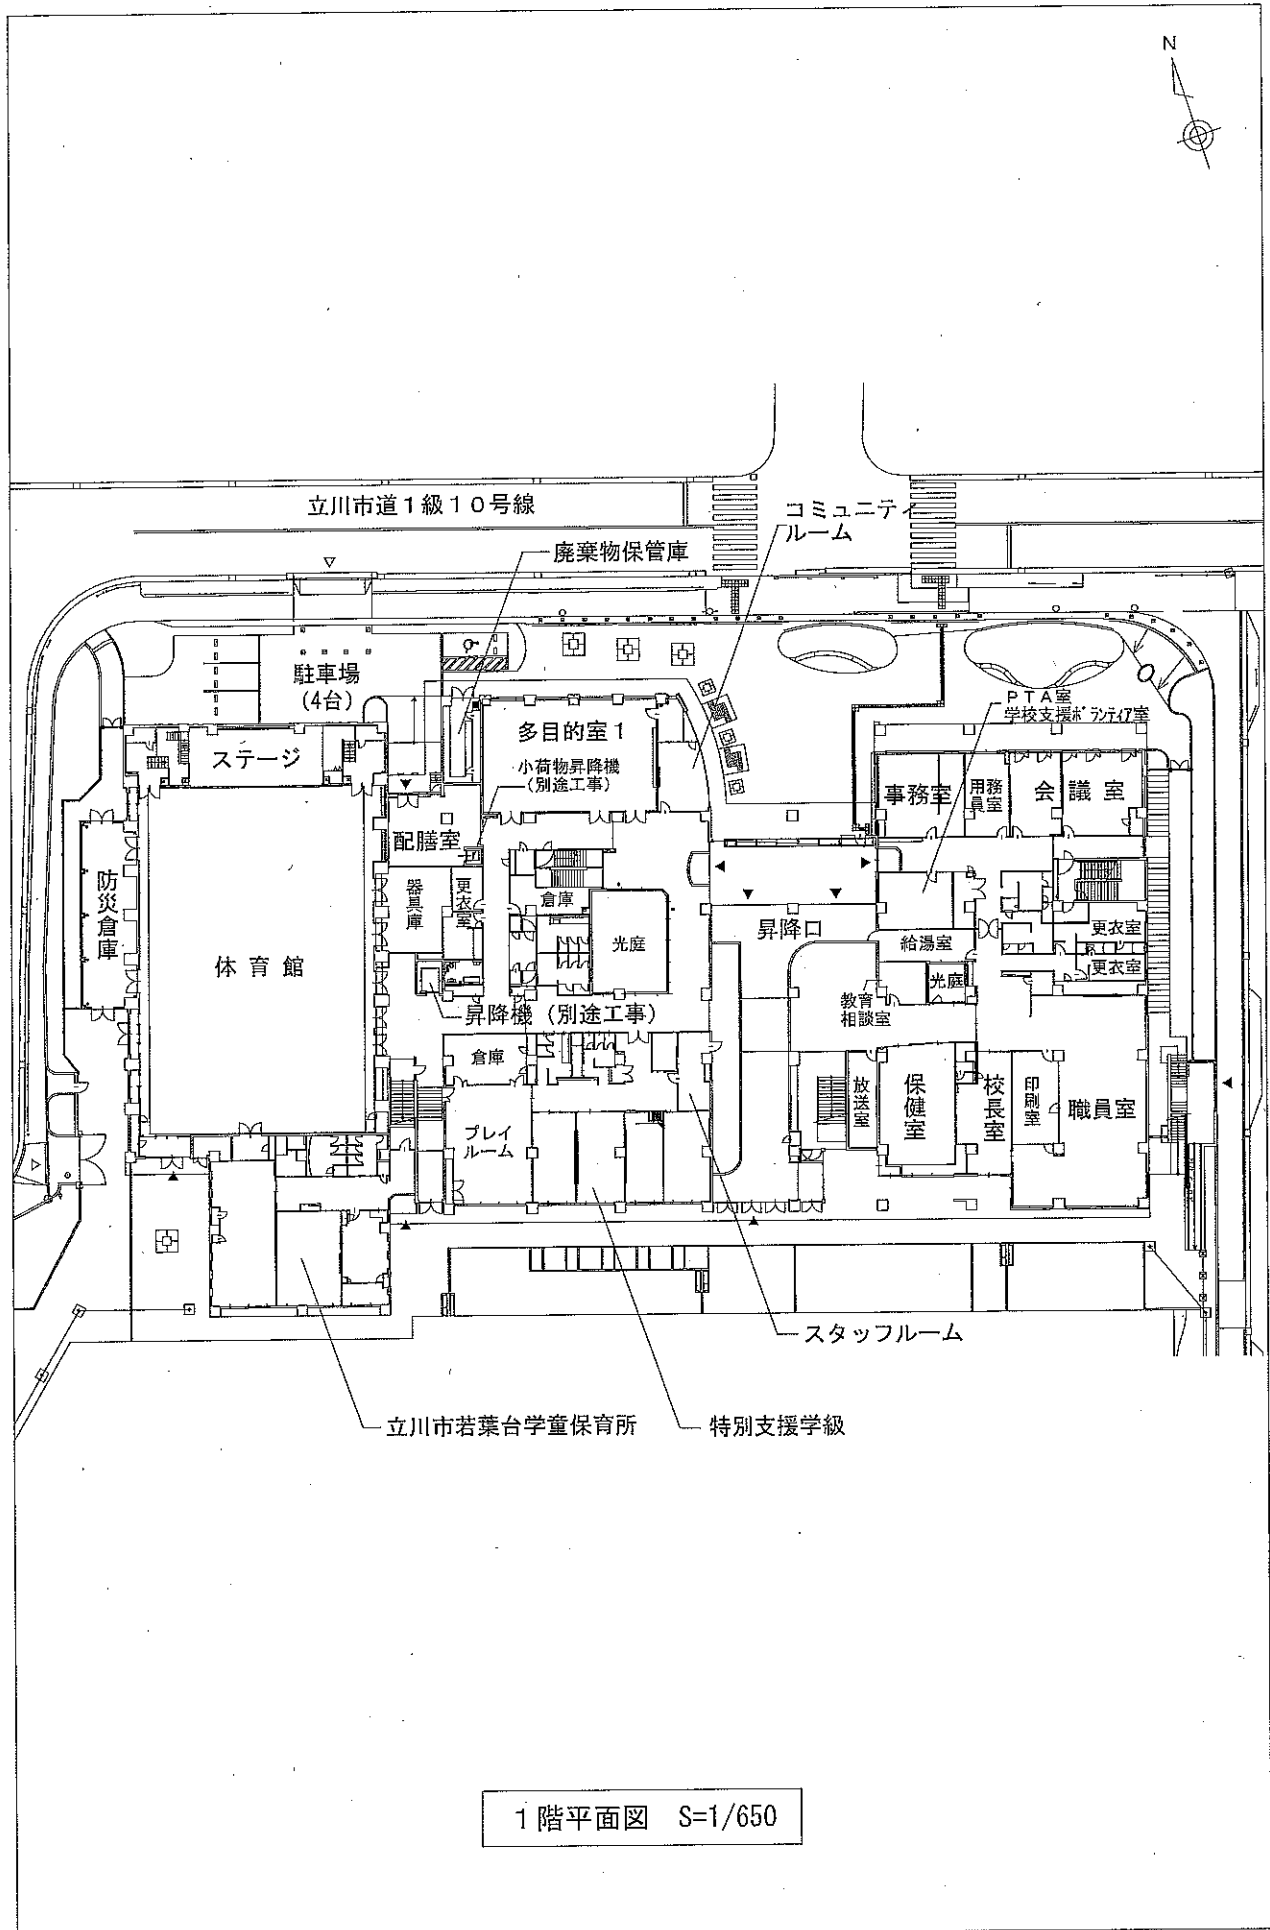 N
立川市道1級10号線
コミュニティ
ルーム
廃棄物保管庫
駐車場
(4台)
PTA室
学校支援ボランティア室
ステージ
多目的室1
小荷物昇降機
(別途工事)
事務室
用務
員室
会議室
配膳室
防災倉庫
器具庫
更衣室
倉庫
光庭
昇降口
給湯室
更衣室
更衣室
体育館
光庭
教育
相談室
昇降機(別途工事)
倉庫
プレイ
ルーム
放送室
保健室
校長室
印刷室
職員室
スタッフルーム
立川市若葉台学童保育所
特別支援学級
1階平面図 S=1/650